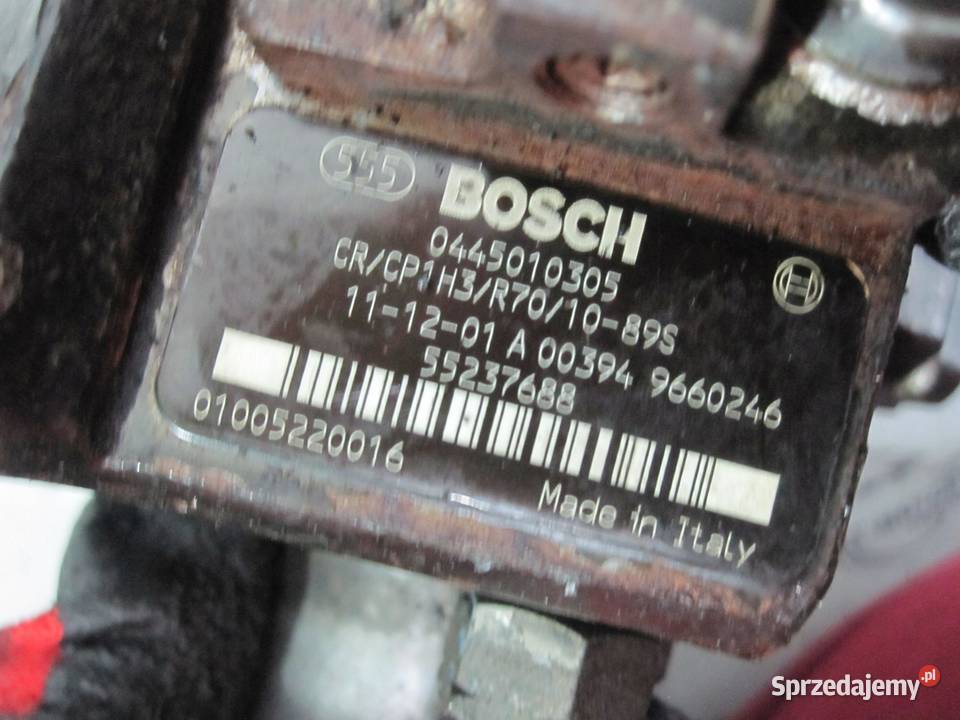 555 BOSCH
0445010305
CR/CP1H3/R70/10-89S
11-12-01 A 00394 9660246
55237688
01005220016
Made in Italy
Sprzedajemy.pl